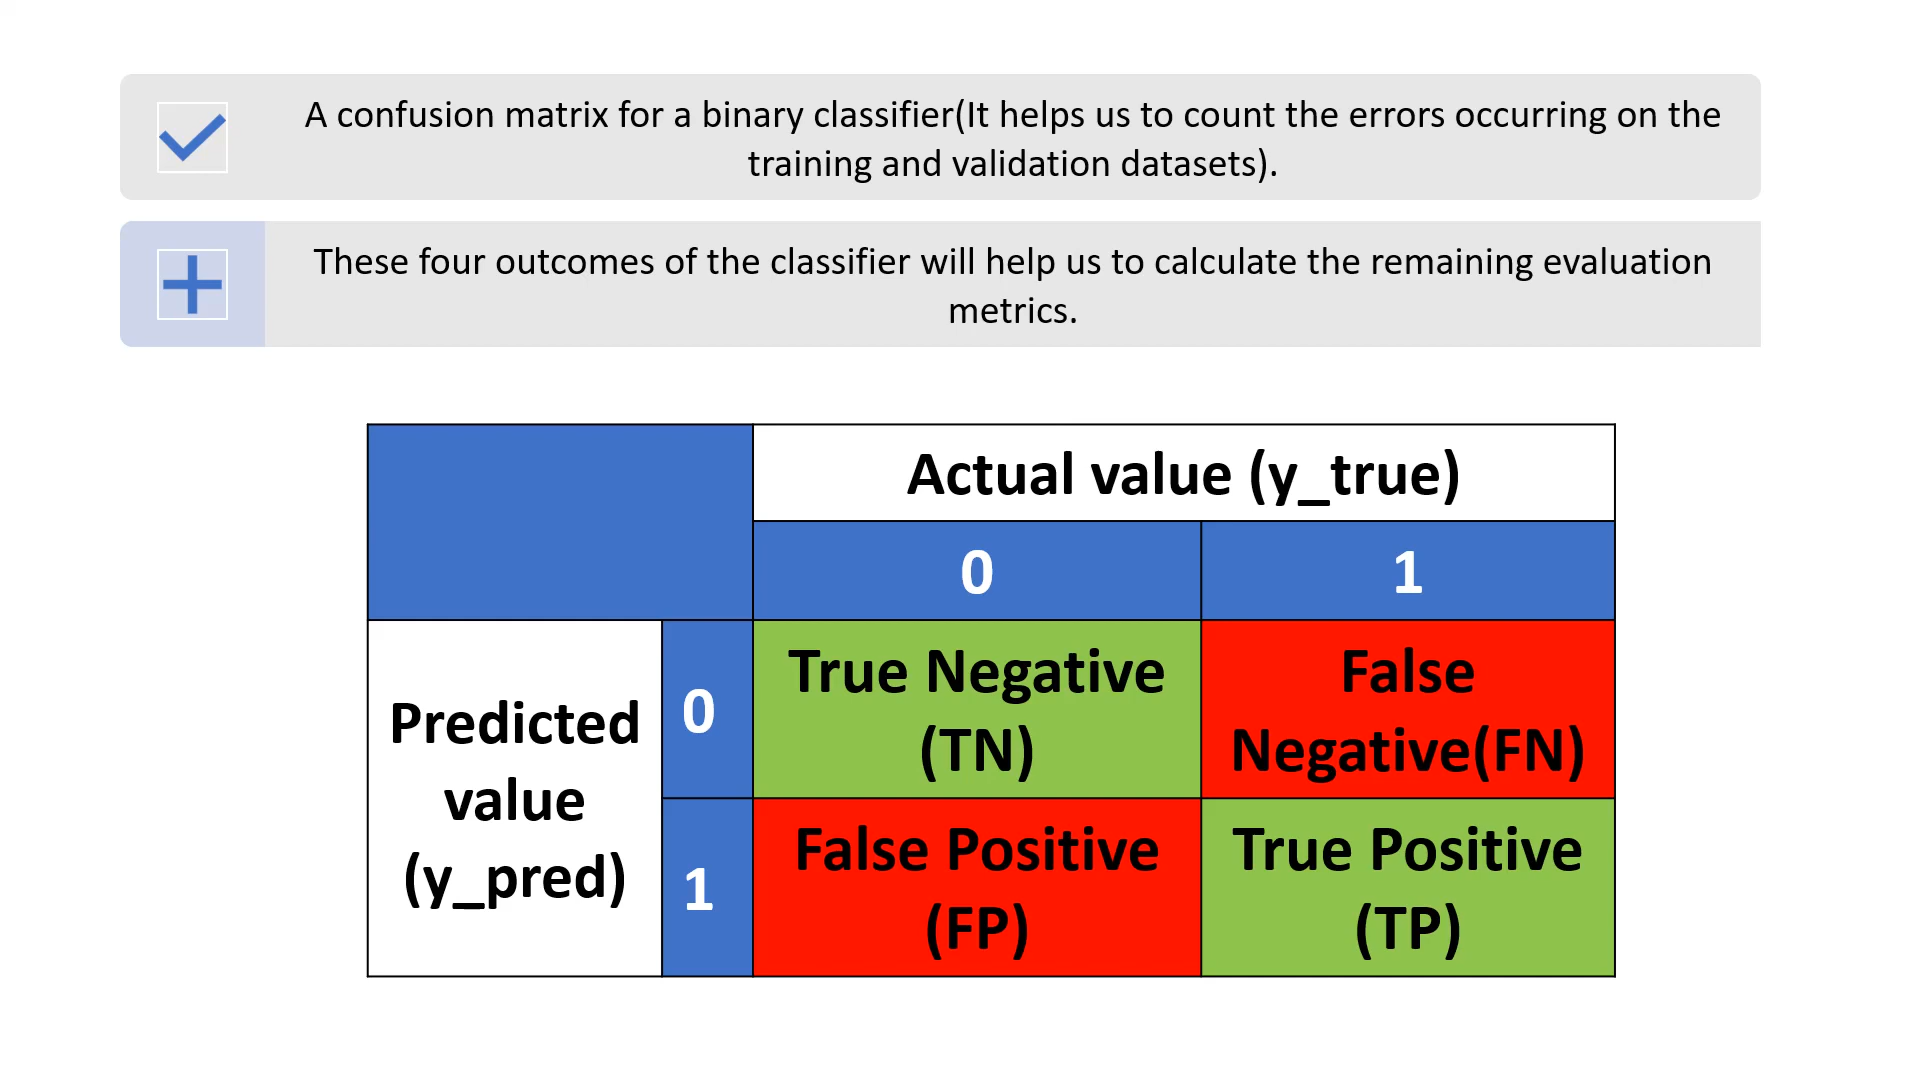 A confusion matrix for a binary classifier(It helps us to count the errors occurring on the
training and validation datasets).
These four outcomes of the classifier will help us to calculate the remaining evaluation
metrics.
Actual value (y_true)
0
1
Predicted
value
(y_pred)
0
True Negative
(TN)
False
Negative(FN)
1
False Positive
(FP)
True Positive
(TP)